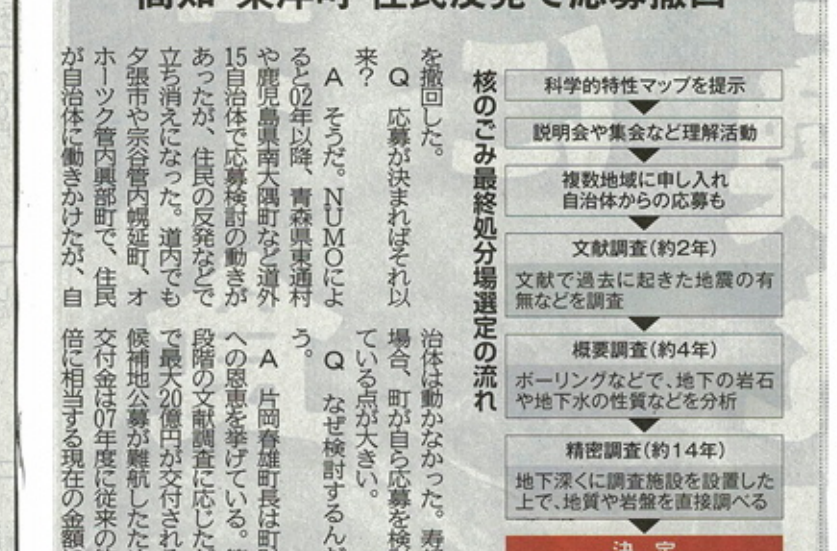 高知・東洋町 住民反発で応募撤回
核のごみ最終処分場選定の流れ
科学的特性マップを提示
説明会や集会など理解活動
複数地域に申し入れ
自治体からの応募も
文献調査(約2年)
文献で過去に起きた地震の有
無などを調査
概要調査(約4年)
ボーリングなどで、地下の岩石
や地下水の性質などを分析
精密調査(約14年)
地下深くに調査施設を設置した
上で、地質や岩盤を直接調べる
決定
を撤回した。
Q 応募が決まればそれ以
来?
A そうだ。NUMOによ
ると02年以降、青森県東通村
や鹿児島県南大隅町など道外
15自治体で応募検討の動きが
あったが、住民の反発などで
立ち消えになった。道内でも
夕張市や宗谷管内幌延町、オ
ホーツク管内興部町で、住民
が自治体に働きかけたが、自
治体は動かなかった。寿
場合、町が自ら応募を検
ている点が大きい。
Q なぜ検討するんだ
う。
A 片岡春雄町長は町
への恩恵を挙げている。
段階の文献調査に応じた
で最大20億円が交付される
候補地公募が難航したた
交付金は07年度に従来の
倍に相当する現在の金額